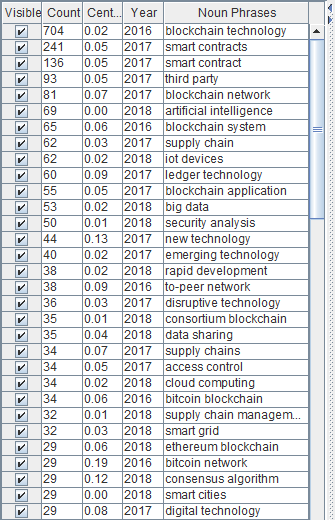 Visible Count Cent... Year Noun Phrases
704 0.02 2016 blockchain technology
241 0.05 2017 smart contracts
136 0.05 2017 smart contract
93 0.05 2017 third party
81 0.07 2017 blockchain network
69 0.00 2018 artificial intelligence
65 0.06 2016 blockchain system
62 0.03 2017 supply chain
62 0.02 2018 iot devices
60 0.09 2017 ledger technology
55 0.05 2017 blockchain application
53 0.02 2018 big data
50 0.01 2018 security analysis
44 0.13 2017 new technology
40 0.02 2017 emerging technology
38 0.02 2018 rapid development
38 0.09 2016 to-peer network
36 0.03 2017 disruptive technology
35 0.01 2018 consortium blockchain
35 0.04 2018 data sharing
34 0.07 2017 supply chains
34 0.05 2017 access control
34 0.02 2018 cloud computing
34 0.06 2016 bitcoin blockchain
32 0.01 2018 supply chain managem...
32 0.03 2018 smart grid
29 0.06 2018 ethereum blockchain
29 0.19 2016 bitcoin network
29 0.12 2018 consensus algorithm
29 0.00 2018 smart cities
29 0.08 2017 digital technology